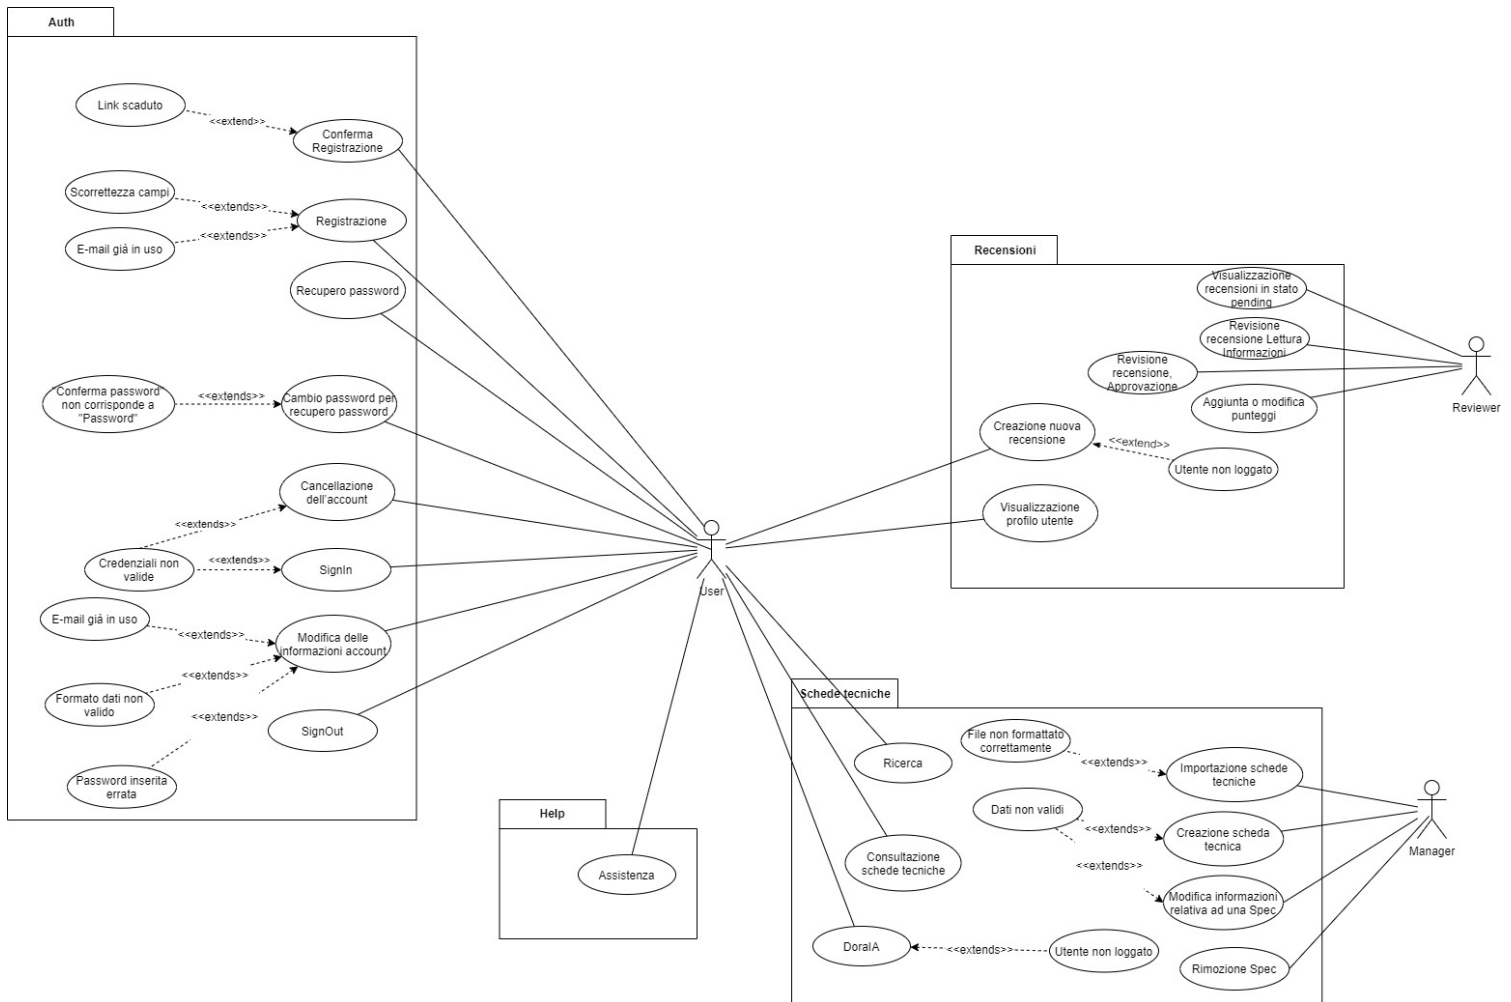 Auth
Link scaduto
<<extend>>
Conferma
Registrazione
Scorrettezza campi
<<extends>>
Registrazione
E-mail già in uso
<<extends>>
Recupero password
"Conferma password"
non corrisponde a
"Password"
<<extends>>
Cambio password per
recupero password
Cancellazione
dell'account
<<extends>>
Credenziali non
valide
<<extends>>
SignIn
E-mail già in uso
<<extends>>
Modifica delle
informazioni account
<<extends>>
Formato dati non
valido
<<extends>>
SignOut
Password inserita
errata
User
Help
Assistenza
Recensioni
Visualizzazione
recensioni in stato
pending
Revisione
recensione Lettura
Informazioni
Revisione
recensione,
Approvazione
Aggiunta o modifica
punteggi
Reviewer
Creazione nuova
recensione
<<extend>>
Utente non loggato
Visualizzazione
profilo utente
Schede tecniche
Ricerca
File non formattato
correttamente
<<extends>>
Importazione schede
tecniche
Dati non validi
<<extends>>
Creazione scheda
tecnica
<<extends>>
Modifica informazioni
relativa ad una Spec
Manager
Consultazione
schede tecniche
DoraIA
<<extends>>
Utente non loggato
Rimozione Spec